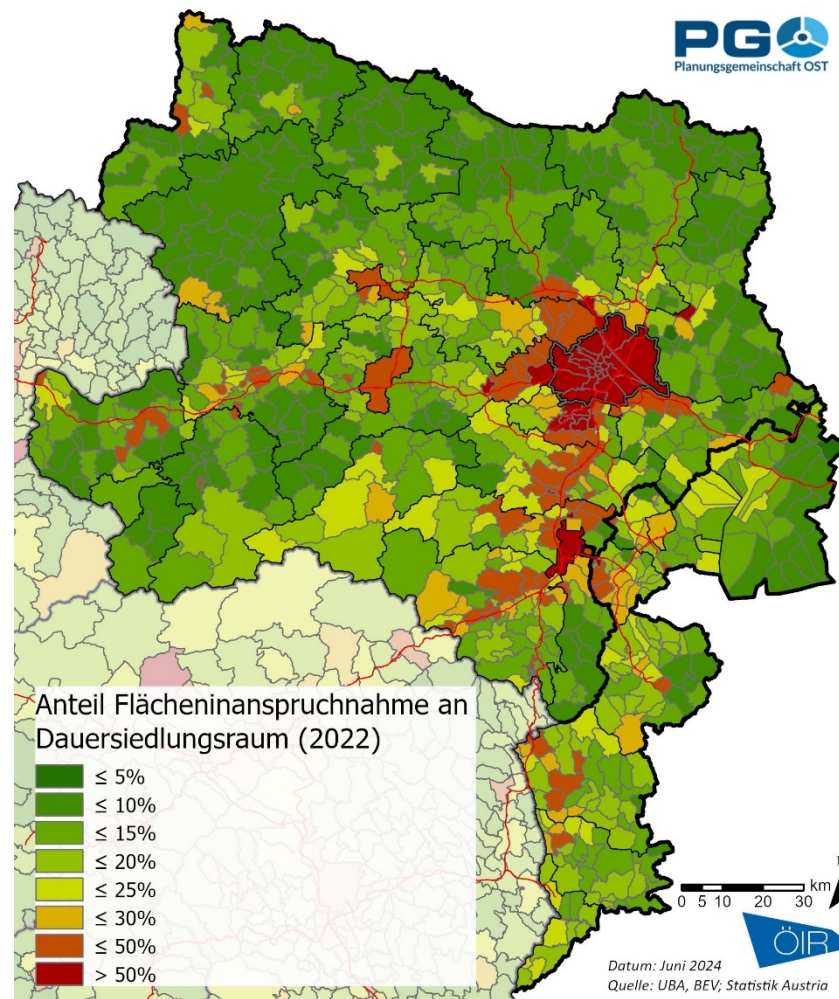 PGO
Planungsgemeinschaft OST
Anteil Flächeninanspruchnahme an
Dauersiedlungsraum (2022)
≤ 5%
≤ 10%
≤ 15%
≤ 20%
≤ 25%
≤ 30%
≤ 50%
> 50%
km
0 5 10 20 30
ÖIR
Datum: Juni 2024
Quelle: UBA, BEV; Statistik Austria